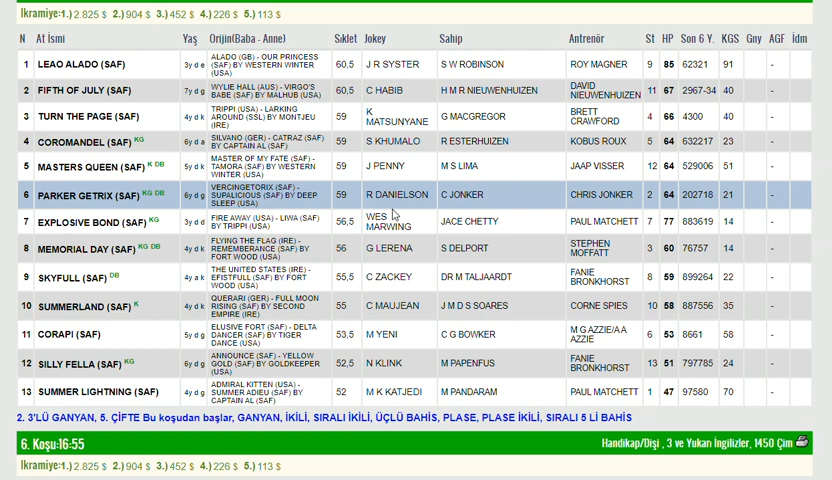 İkramiye:1.) 2.825 $ 2.) 904 $ 3.) 452 $ 4.) 226 $ 5.) 113 $
N At İsmi Yaş Orijin(Baba - Anne) Sıklet Jokey Sahip Antrenör St HP Son 6 Y. KGS Gny AGF İdm
1 LEAO ALADO (SAF) 3y d e ALADO (GB) - OUR PRINCESS (SAF) BY WESTERN WINTER (USA) 60,5 J R SYSTER S W ROBINSON ROY MAGNER 9 85 62321 91 -
2 FIFTH OF JULY (SAF) 7y d g WYLIE HALL (AUS) - VIRGO'S BABE (SAF) BY MALHUB (USA) 60,5 C HABIB H M R NIEUWENHUIZEN DAVID NIEUWENHUIZEN 11 67 2967-34 40 -
3 TURN THE PAGE (SAF) 4y d k TRIPPI (USA) - LARKING AROUND (SSL) BY MONTJEU (IRE) 59 K MATSUNYANE G MACGREGOR BRETT CRAWFORD 4 66 4300 40 -
4 COROMANDEL (SAF) KG 6y d a SILVANO (GER) - CATRAZ (SAF) BY CAPTAIN AL (SAF) 59 S KHUMALO R ESTERHUIZEN KOBUS ROUX 5 64 632217 23 -
5 MASTERS QUEEN (SAF) K DB 5y d k MASTER OF MY FATE (SAF) - TAMORA (SAF) BY WESTERN WINTER (USA) 59 J PENNY M S LIMA JAAP VISSER 12 64 529006 51 -
6 PARKER GETRIX (SAF) KG DB 6y d g VERCINGETORIX (SAF) - SUPALICIOUS (SAF) BY DEEP SLEEP (USA) 59 R DANIELSON C JONKER CHRIS JONKER 2 64 202718 21 -
7 EXPLOSIVE BOND (SAF) KG 3y d d FIRE AWAY (USA) - LIWA (SAF) BY TRIPPI (USA) 56,5 WES MARWING JACE CHETTY PAUL MATCHETT 7 77 883619 14 -
8 MEMORIAL DAY (SAF) KG DB 4y d k FLYING THE FLAG (IRE) - REMEMBERANCE (SAF) BY FORT WOOD (USA) 56 G LERENA S DELPORT STEPHEN MOFFATT 3 60 76757 14 -
9 SKYFULL (SAF) DB 4y a k THE UNITED STATES (IRE) - EFISTFULL (SAF) BY FORT WOOD (USA) 55,5 C ZACKEY DR M TALJAARDT FANIE BRONKHORST 8 59 899264 22 -
10 SUMMERLAND (SAF) K 4y d k QUERARI (GER) - FULL MOON RISING (SAF) BY SECOND EMPIRE (IRE) 55 C MAUJEAN J M D S SOARES CORNE SPIES 10 58 887556 35 -
11 CORAPI (SAF) 5y d g ELUSIVE FORT (SAF) - DELTA DANCER (SAF) BY TIGER DANCE (USA) 53,5 M YENI C G BOWKER M G AZZIE/A A AZZIE 6 53 8661 58 -
12 SILLY FELLA (SAF) KG 6y d g ANNOUNCE (SAF) - YELLOW GOLD (SAF) BY GOLDKEEPER (USA) 52,5 N KLINK M PAPENFUS FANIE BRONKHORST 13 51 797785 24 -
13 SUMMER LIGHTNING (SAF) 4y d g ADMIRAL KITTEN (USA) - SUMMER ADIEU (SAF) BY CAPTAIN AL (SAF) 52 M K KATJEDI M PANDARAM PAUL MATCHETT 1 47 97580 70 -
2. 3'LÜ GANYAN, 5. ÇİFTE Bu koşudan başlar, GANYAN, İKİLİ, SIRALI İKİLİ, ÜÇLÜ BAHİS, PLASE, PLASE İKİLİ, SIRALI 5 Lİ BAHİS
6. Koşu:16:55 Handikap/Dişi , 3 ve Yukarı İngilizler, 1450 Çim
İkramiye:1.) 2.825 $ 2.) 904 $ 3.) 452 $ 4.) 226 $ 5.) 113 $